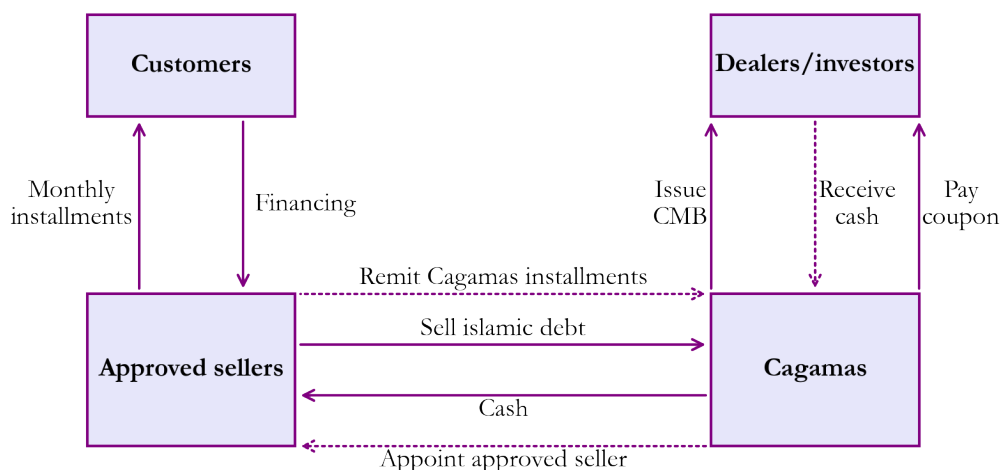 Customers
Dealers/investors
Monthly
installments
Financing
Issue
CMB
Receive
cash
Pay
coupon
Remit Cagamas installments
Sell islamic debt
Approved sellers
Cagamas
Cash
Appoint approved seller